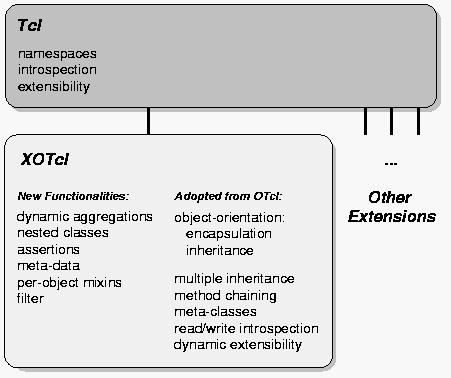 Tcl
namespaces
introspection
extensibility
XOTcl
New Functionalities:
dynamic aggregations
nested classes
assertions
meta-data
per-object mixins
filter
Adopted from OTcl:
object-orientation:
encapsulation
inheritance
multiple inheritance
method chaining
meta-classes
read/write introspection
dynamic extensibility
...
Other
Extensions